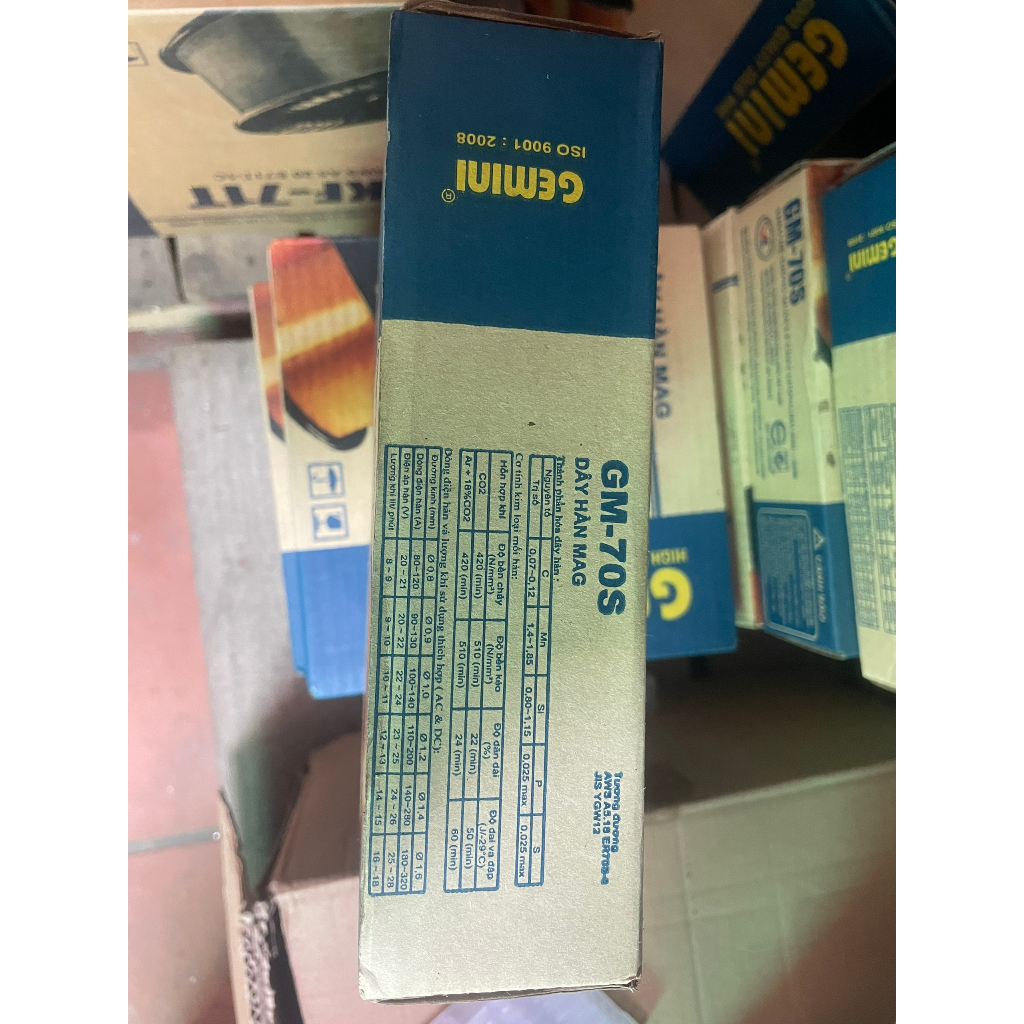 GEMINI ®
ISO 9001 : 2008
GM-70S
DÂY HÀN MAG
Tương đương
AWS A5.18 ER70S-6
JIS YGW12
Thành phần hóa dây hàn :
Nguyên tố C Mn Si P S
Trị số 0,07~0,12 1,4~1,85 0,80~1,15 0,025 max 0,025 max
Cơ tính kim loại mối hàn:
Hỗn hợp khí Độ bền chảy (N/mm²) Độ bền kéo (N/mm²) Độ dãn dài (%) Độ dai va đập (J/-29°C)
CO2 420 (min) 510 (min) 22 (min) 50 (min)
Ar + 18%CO2 420 (min) 510 (min) 24 (min) 60 (min)
Dòng điện hàn và lượng khí sử dụng thích hợp ( AC & DC):
Đường kính (mm) Ø 0,8 Ø 0,9 Ø 1,0 Ø 1,2 Ø 1,4 Ø 1,6
Dòng điện hàn (A) 80~120 90~130 100~140 110~200 140~280 180~320
Điện áp hàn (V) 20 ~ 21 20 ~ 22 22 ~ 24 23 ~ 25 24 ~ 26 25 ~ 28
Lượng khí lít/ phút 8 ~ 9 9 ~ 10 10 ~ 11 12 ~ 13 14 ~ 15 16 ~ 18
KF-71T
HÀN MAG
HIGH
GM-70S
GEMINI
GEMINI